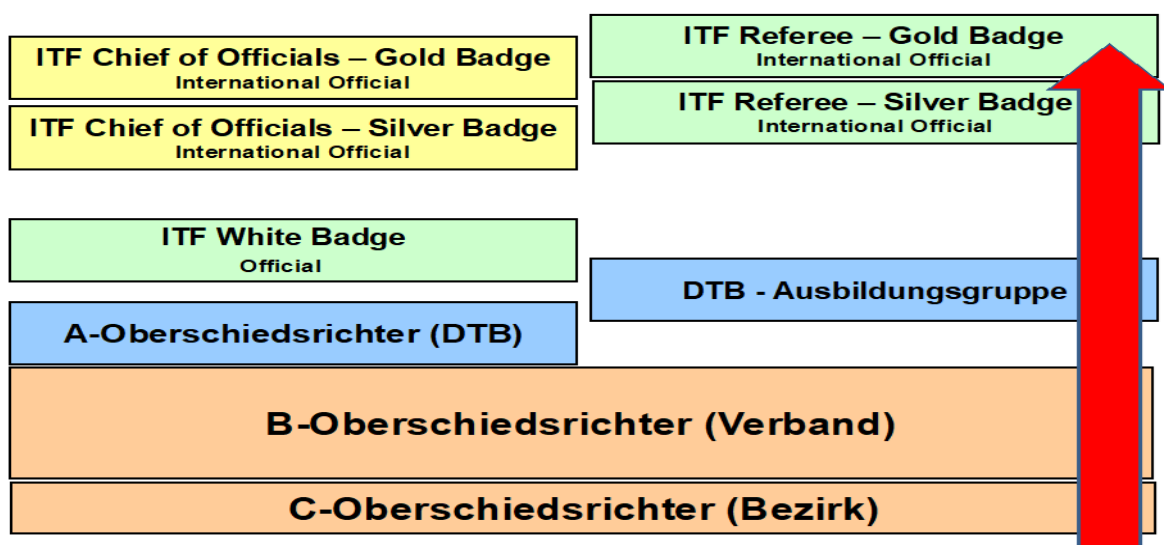 ITF Chief of Officials – Gold Badge
International Official
ITF Chief of Officials – Silver Badge
International Official
ITF Referee – Gold Badge
International Official
ITF Referee – Silver Badge
International Official
ITF White Badge
Official
DTB - Ausbildungsgruppe
A-Oberschiedsrichter (DTB)
B-Oberschiedsrichter (Verband)
C-Oberschiedsrichter (Bezirk)